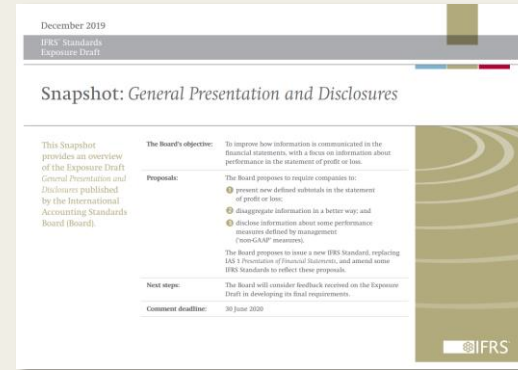 December 2019
IFRS® Standards
Exposure Draft
Snapshot: General Presentation and Disclosures
This Snapshot
provides an overview
of the Exposure Draft
General Presentation and
Disclosures published
by the International
Accounting Standards
Board (Board).
The Board's objective:
To improve how information is communicated in the
financial statements, with a focus on information about
performance in the statement of profit or loss.
Proposals:
The Board proposes to require companies to:
1 present new defined subtotals in the statement
of profit or loss;
2 disaggregate information in a better way; and
3 disclose information about some performance
measures defined by management
('non-GAAP' measures).
The Board proposes to issue a new IFRS Standard, replacing
IAS 1 Presentation of Financial Statements, and amend some
IFRS Standards to reflect these proposals.
Next steps:
The Board will consider feedback received on the Exposure
Draft in developing its final requirements.
Comment deadline:
30 June 2020
IFRS